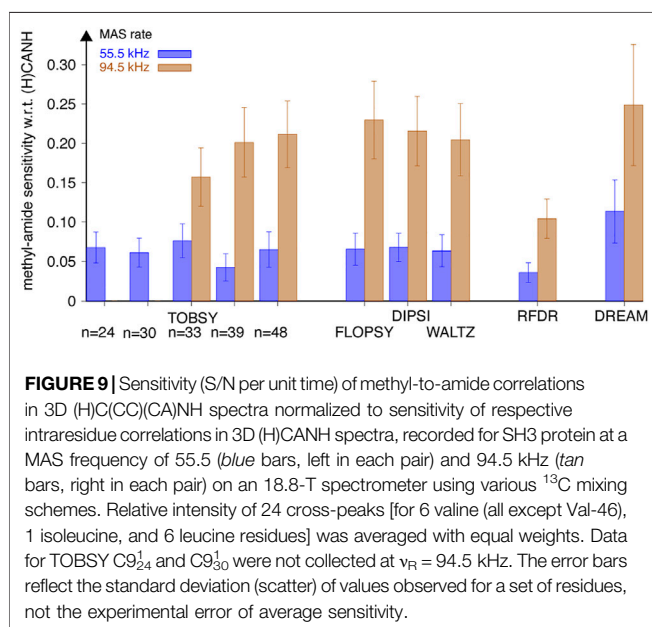 MAS rate
55.5 kHz
94.5 kHz
methyl-amide sensitivity w.r.t. (H)CANH
0.30
0.25
0.20
0.15
0.10
0.05
0
TOBSY
DIPSI
RFDR
DREAM
n=24 n=30 n=33 n=39 n=48
FLOPSY WALTZ
FIGURE 9 | Sensitivity (S/N per unit time) of methyl-to-amide correlations
in 3D (H)C(CC)(CA)NH spectra normalized to sensitivity of respective
intraresidue correlations in 3D (H)CANH spectra, recorded for SH3 protein at a
MAS frequency of 55.5 (blue bars, left in each pair) and 94.5 kHz (tan
bars, right in each pair) on an 18.8-T spectrometer using various ¹³C mixing
schemes. Relative intensity of 24 cross-peaks [for 6 valine (all except Val-46),
1 isoleucine, and 6 leucine residues] was averaged with equal weights. Data
for TOBSY C9¹₂₄ and C9¹₃₀ were not collected at νR = 94.5 kHz. The error bars
reflect the standard deviation (scatter) of values observed for a set of residues,
not the experimental error of average sensitivity.